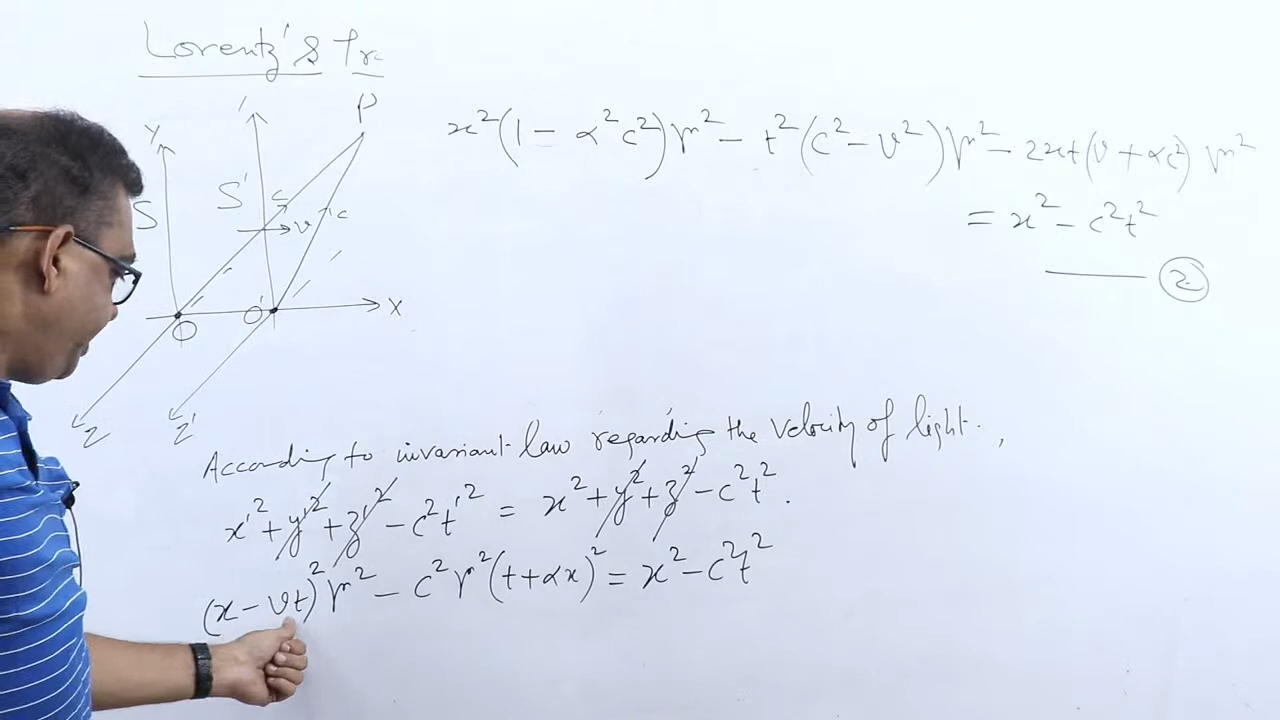 Lorentz's Tr
P
Y
S
S'
c
v
c
O
O'
X
Z
Z'
x²(1 - α²c²)γ² - t²(c² - v²)γ² - 2xt(v + αc²)γ²
= x² - c²t²
②
According to invariant law regarding the velocity of light.,
x'² + y'² + z'² - c²t'² = x² + y² + z² - c²t².
(x - vt)²γ² - c²γ²(t + αx)² = x² - c²t²